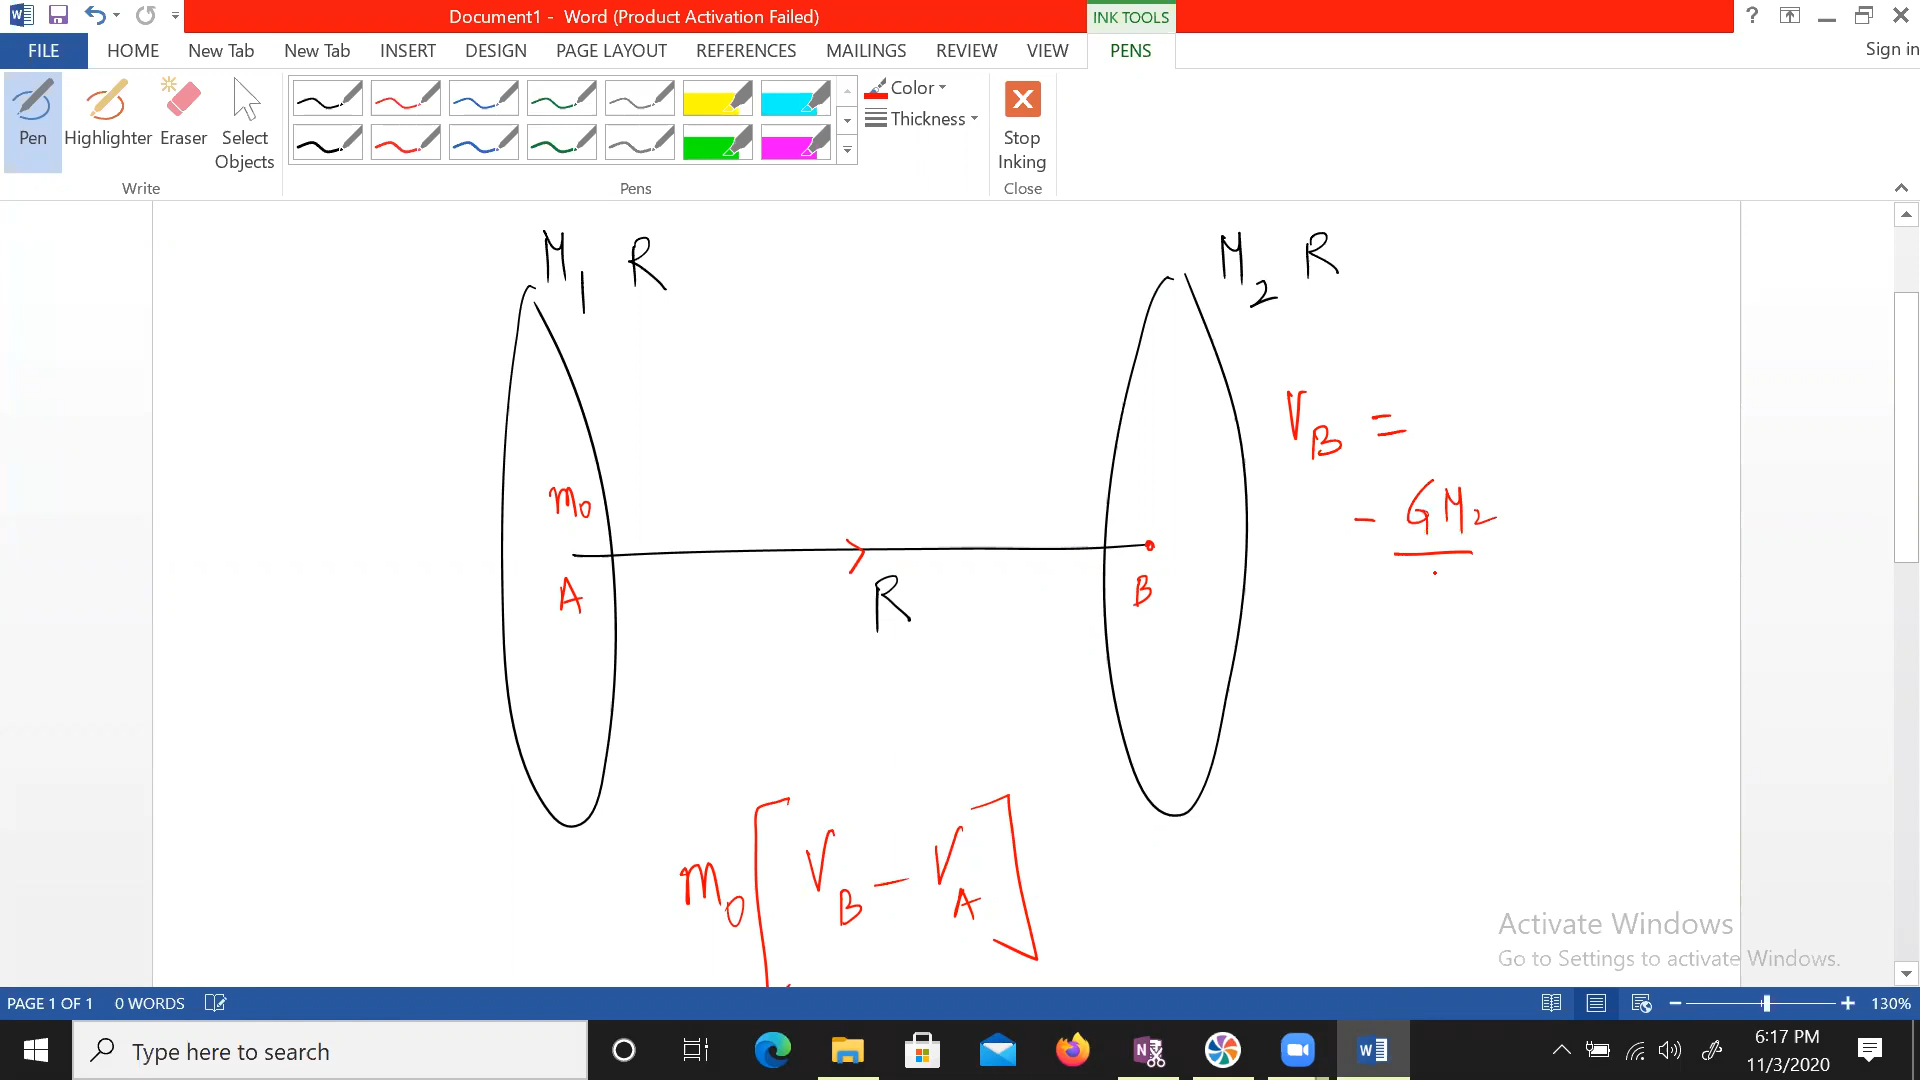 Document1 - Word (Product Activation Failed)
INK TOOLS
?
FILE HOME New Tab New Tab INSERT DESIGN PAGE LAYOUT REFERENCES MAILINGS REVIEW VIEW PENS Sign in
Pen Highlighter Eraser Select Objects
Color
Thickness
Stop Inking
Write Pens Close
M1 R
M2 R
VB =
- GM2
m0
A
R
B
m0 [ VB - VA ]
Activate Windows
Go to Settings to activate Windows.
PAGE 1 OF 1 0 WORDS 130%
Type here to search
6:17 PM
11/3/2020